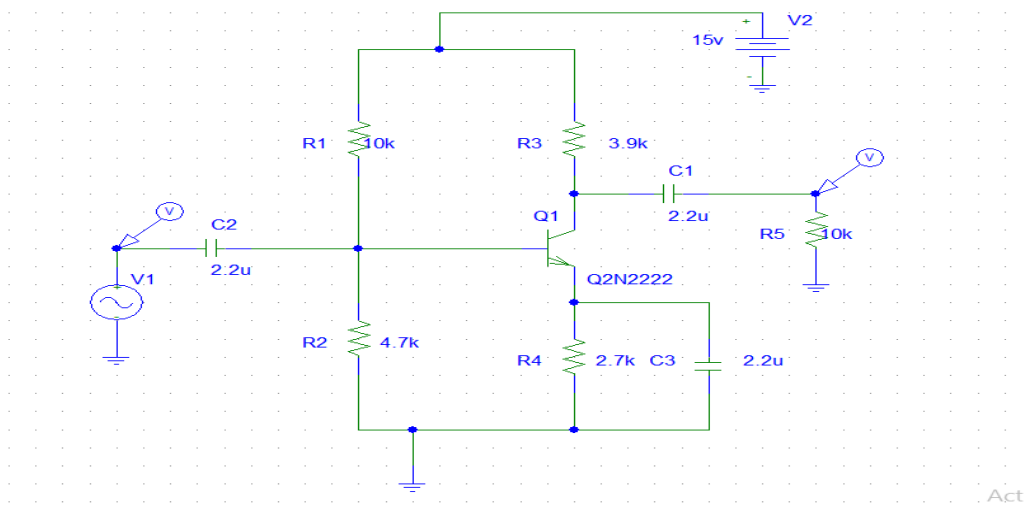 + V2
15v
-
R1 10k
R3 3.9k
C1
V
2.2u
V
C2
Q1
R5 10k
2.2u
V1
+
-
Q2N2222
R2 4.7k
R4 2.7k C3 2.2u
Act